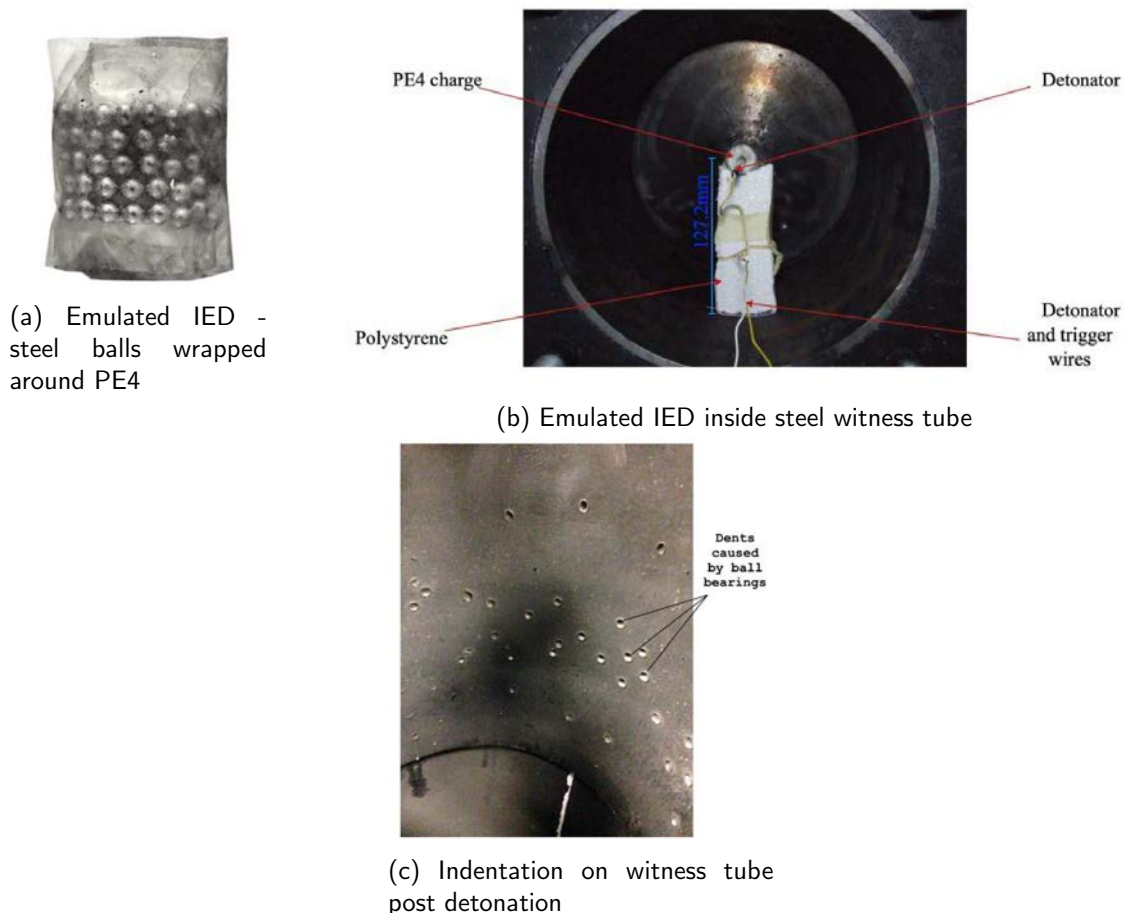 PE4 charge
Detonator
127.2mm
Polystyrene
Detonator
and trigger
wires
(a) Emulated IED -
steel balls wrapped
around PE4
(b) Emulated IED inside steel witness tube
Dents
caused
by ball
bearings
(c) Indentation on witness tube
post detonation